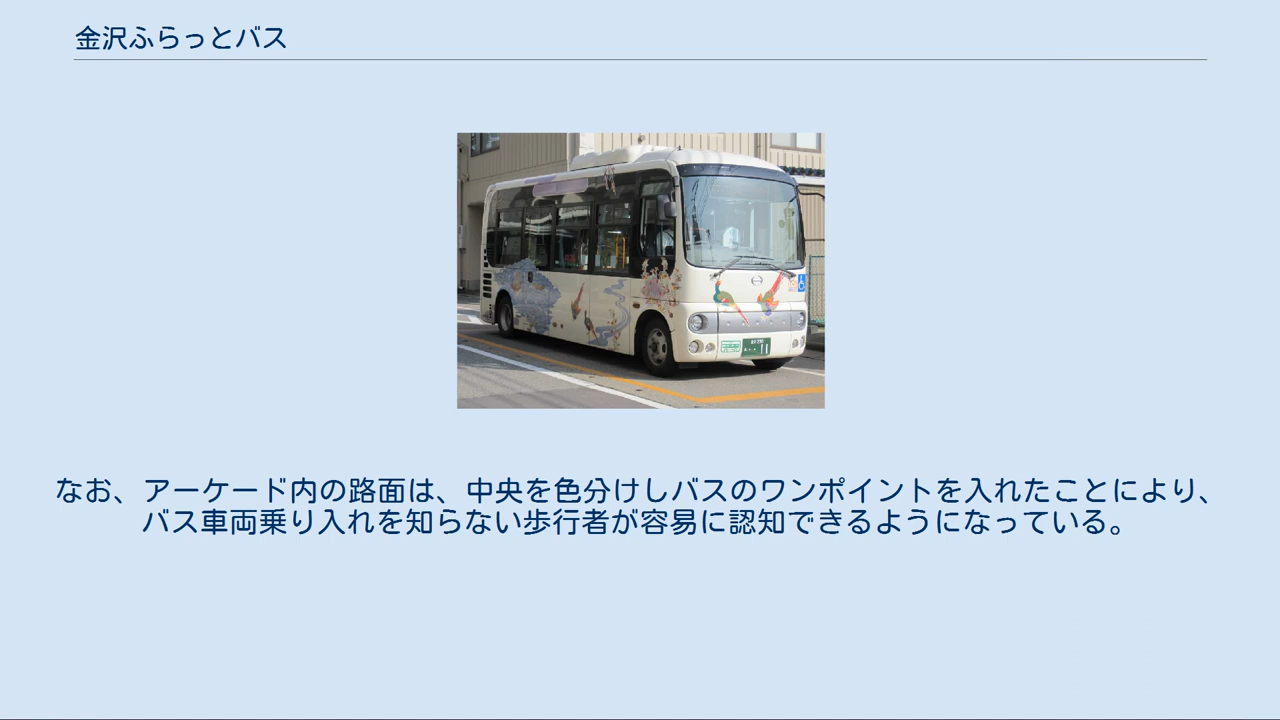 金沢ふらっとバス
11
なお、アーケード内の路面は、中央を色分けしバスのワンポイントを入れたことにより、
バス車両乗り入れを知らない歩行者が容易に認知できるようになっている。